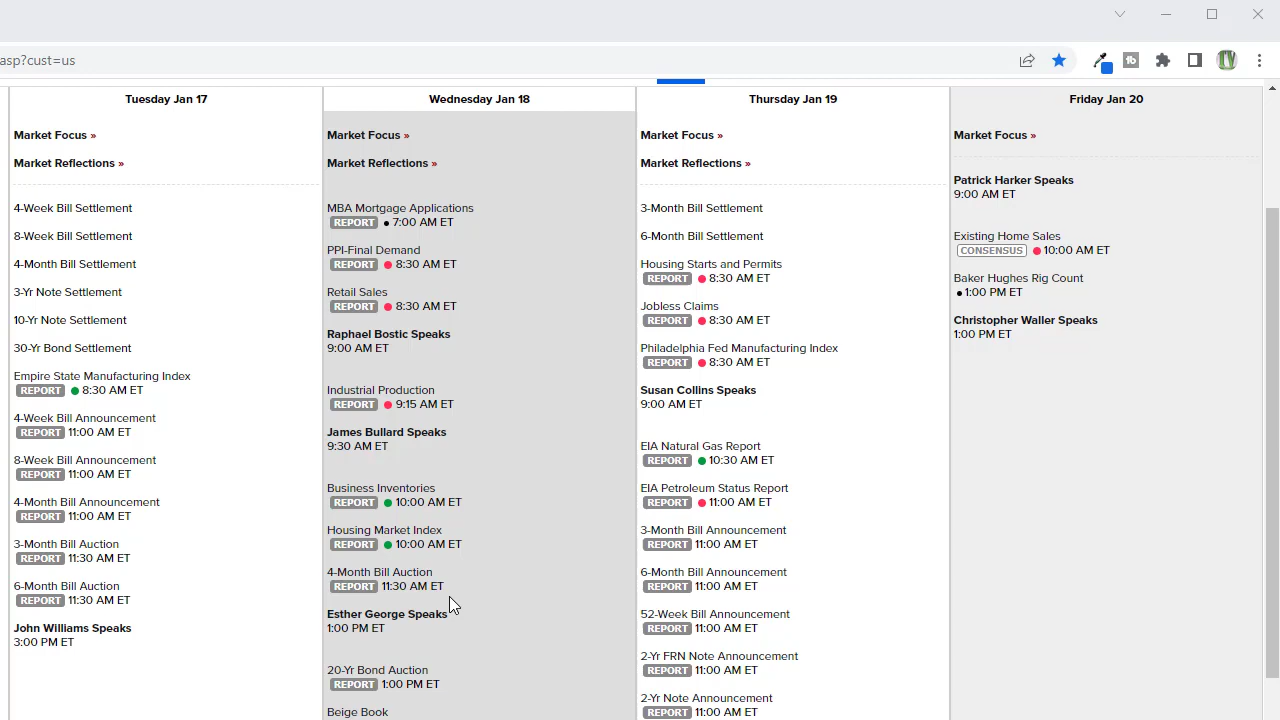 asp?cust=us
Tuesday Jan 17
Market Focus »
Market Reflections »
4-Week Bill Settlement
8-Week Bill Settlement
4-Month Bill Settlement
3-Yr Note Settlement
10-Yr Note Settlement
30-Yr Bond Settlement
Empire State Manufacturing Index
REPORT 8:30 AM ET
4-Week Bill Announcement
REPORT 11:00 AM ET
8-Week Bill Announcement
REPORT 11:00 AM ET
4-Month Bill Announcement
REPORT 11:00 AM ET
3-Month Bill Auction
REPORT 11:30 AM ET
6-Month Bill Auction
REPORT 11:30 AM ET
John Williams Speaks
3:00 PM ET
Wednesday Jan 18
Market Focus »
Market Reflections »
MBA Mortgage Applications
REPORT 7:00 AM ET
PPI-Final Demand
REPORT 8:30 AM ET
Retail Sales
REPORT 8:30 AM ET
Raphael Bostic Speaks
9:00 AM ET
Industrial Production
REPORT 9:15 AM ET
James Bullard Speaks
9:30 AM ET
Business Inventories
REPORT 10:00 AM ET
Housing Market Index
REPORT 10:00 AM ET
4-Month Bill Auction
REPORT 11:30 AM ET
Esther George Speaks
1:00 PM ET
20-Yr Bond Auction
REPORT 1:00 PM ET
Beige Book
Thursday Jan 19
Market Focus »
Market Reflections »
3-Month Bill Settlement
6-Month Bill Settlement
Housing Starts and Permits
REPORT 8:30 AM ET
Jobless Claims
REPORT 8:30 AM ET
Philadelphia Fed Manufacturing Index
REPORT 8:30 AM ET
Susan Collins Speaks
9:00 AM ET
EIA Natural Gas Report
REPORT 10:30 AM ET
EIA Petroleum Status Report
REPORT 11:00 AM ET
3-Month Bill Announcement
REPORT 11:00 AM ET
6-Month Bill Announcement
REPORT 11:00 AM ET
52-Week Bill Announcement
REPORT 11:00 AM ET
2-Yr FRN Note Announcement
REPORT 11:00 AM ET
2-Yr Note Announcement
REPORT 11:00 AM ET
Friday Jan 20
Market Focus »
Patrick Harker Speaks
9:00 AM ET
Existing Home Sales
CONSENSUS 10:00 AM ET
Baker Hughes Rig Count
1:00 PM ET
Christopher Waller Speaks
1:00 PM ET